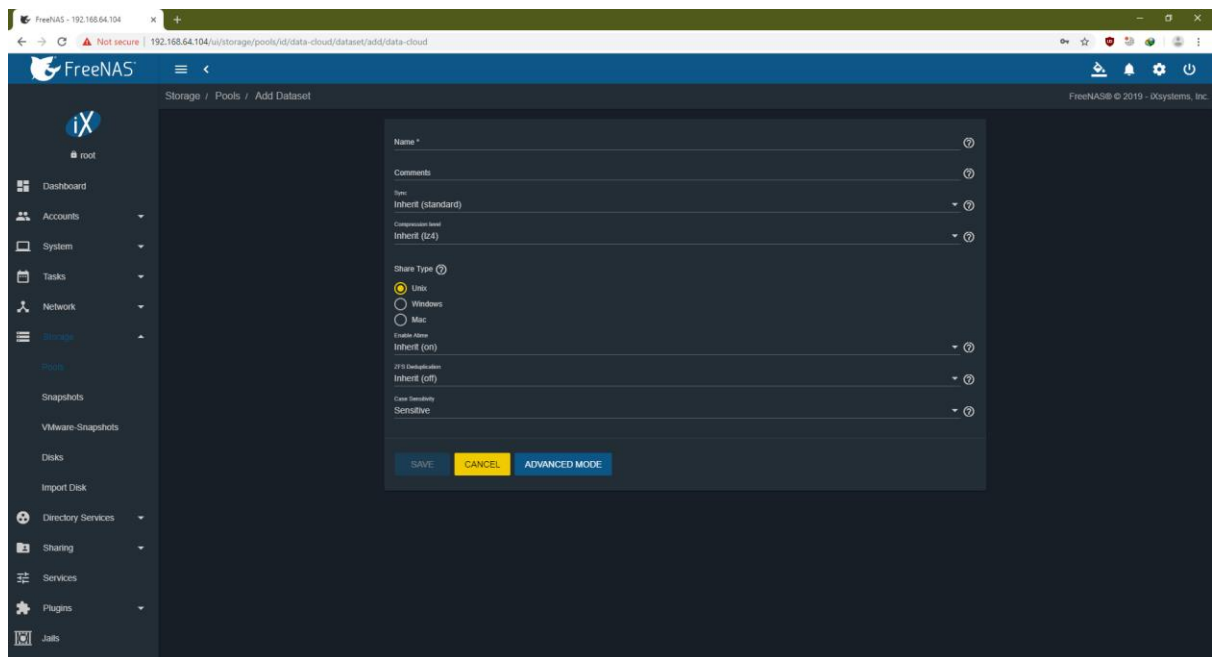 FreeNAS - 192.168.64.104
Not secure | 192.168.64.104/ui/storage/pools/id/data-cloud/dataset/add/data-cloud
FreeNAS
Storage / Pools / Add Dataset
FreeNAS® © 2019 - iXsystems, Inc.
iX
root
Dashboard
Accounts
System
Tasks
Network
Storage
Pools
Snapshots
VMware-Snapshots
Disks
Import Disk
Directory Services
Sharing
Services
Plugins
Jails
Name *
Comments
Sync
Inherit (standard)
Compression level
Inherit (lz4)
Share Type
Unix
Windows
Mac
Enable Atime
Inherit (on)
ZFS Deduplication
Inherit (off)
Case Sensitivity
Sensitive
SAVE CANCEL ADVANCED MODE